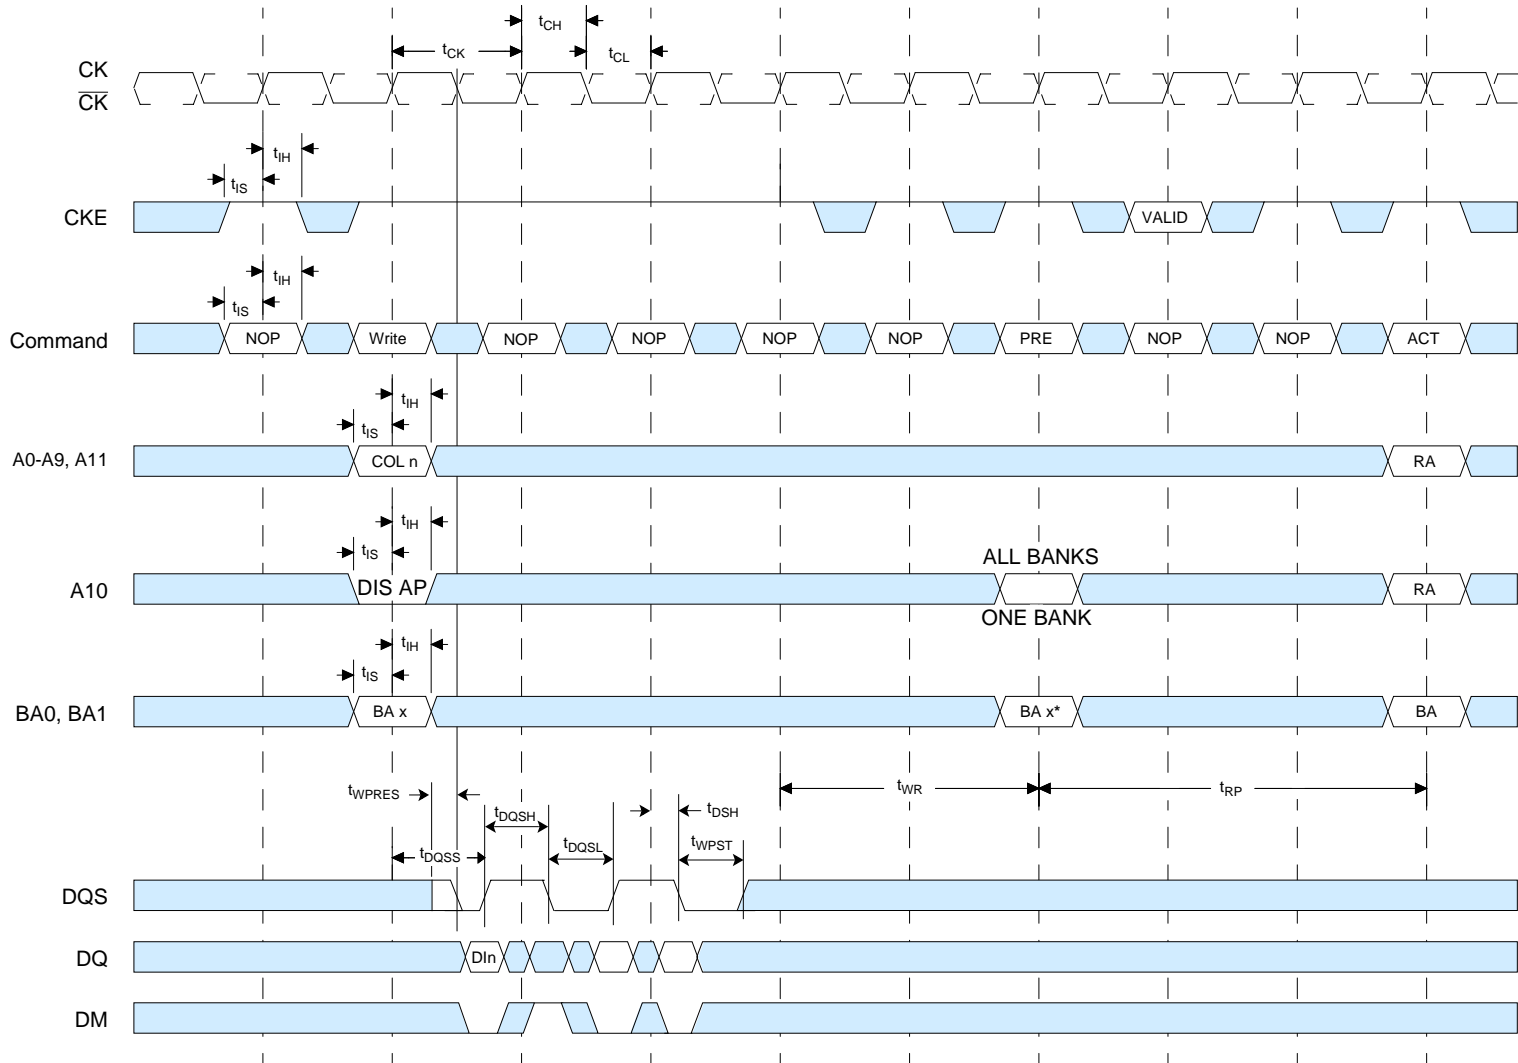 tCH
tCK
tCL
CK
CK
tIH
tIS
CKE
VALID
tIH
tIS
Command
NOP
Write
NOP
NOP
NOP
NOP
PRE
NOP
NOP
ACT
tIH
tIS
A0-A9, A11
COL n
RA
tIH
tIS
ALL BANKS
A10
DIS AP
RA
ONE BANK
tIH
tIS
BA0, BA1
BA x
BA x*
BA
tWPRES
tWR
tRP
tDQSH
tDSH
tDQSS
tDQSL
tWPST
DQS
DQ
DIn
DM